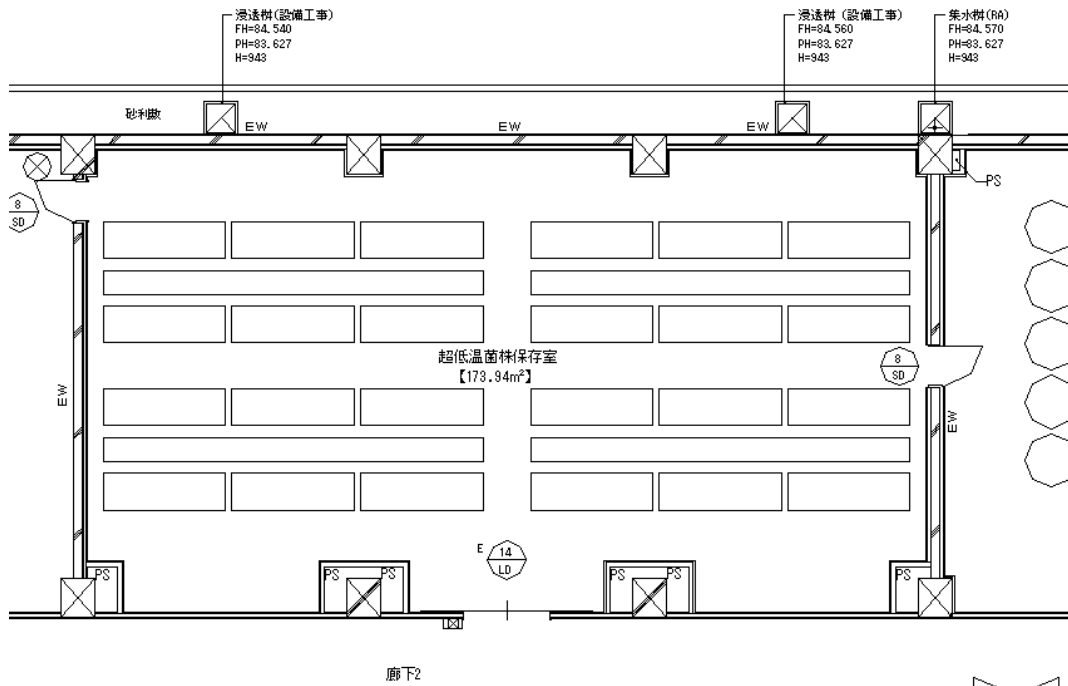 浸透桝(設備工事)
FH=84.540
PH=83.627
H=943
浸透桝(設備工事)
FH=84.560
PH=83.627
H=943
集水桝(RA)
FH=84.570
PH=83.627
H=943
砂利敷
EW
EW
EW
PS
8
SD
超低温菌株保存室
【173.94m²】
8
SD
EW
EW
E
14
LD
PS
PS
PS
PS
PS
PS
廊下2